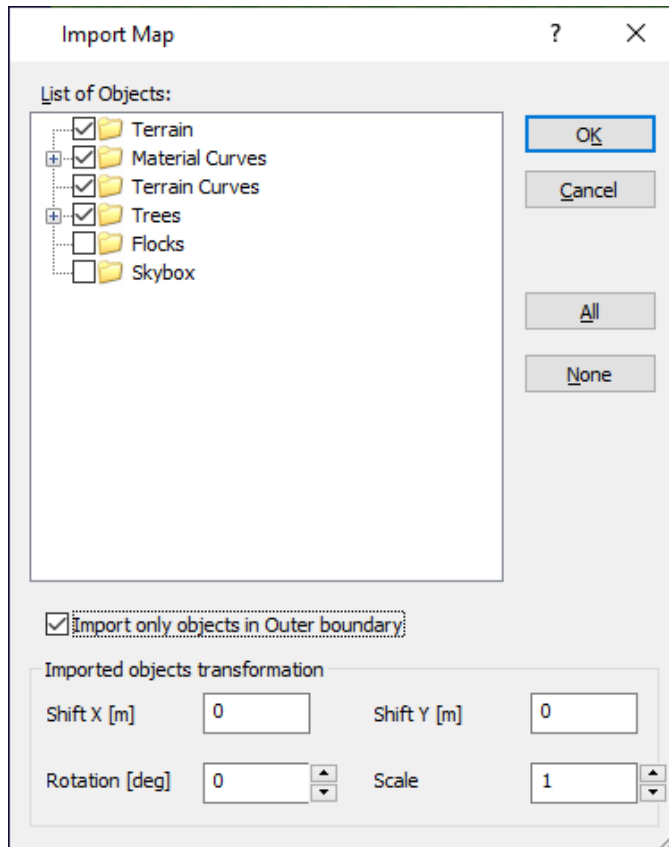 Import Map
?
List of Objects:
Terrain
Material Curves
Terrain Curves
Trees
Flocks
Skybox
OK
Cancel
All
None
Import only objects in Outer boundary
Imported objects transformation
Shift X [m] 0 Shift Y [m] 0
Rotation [deg] 0 Scale 1